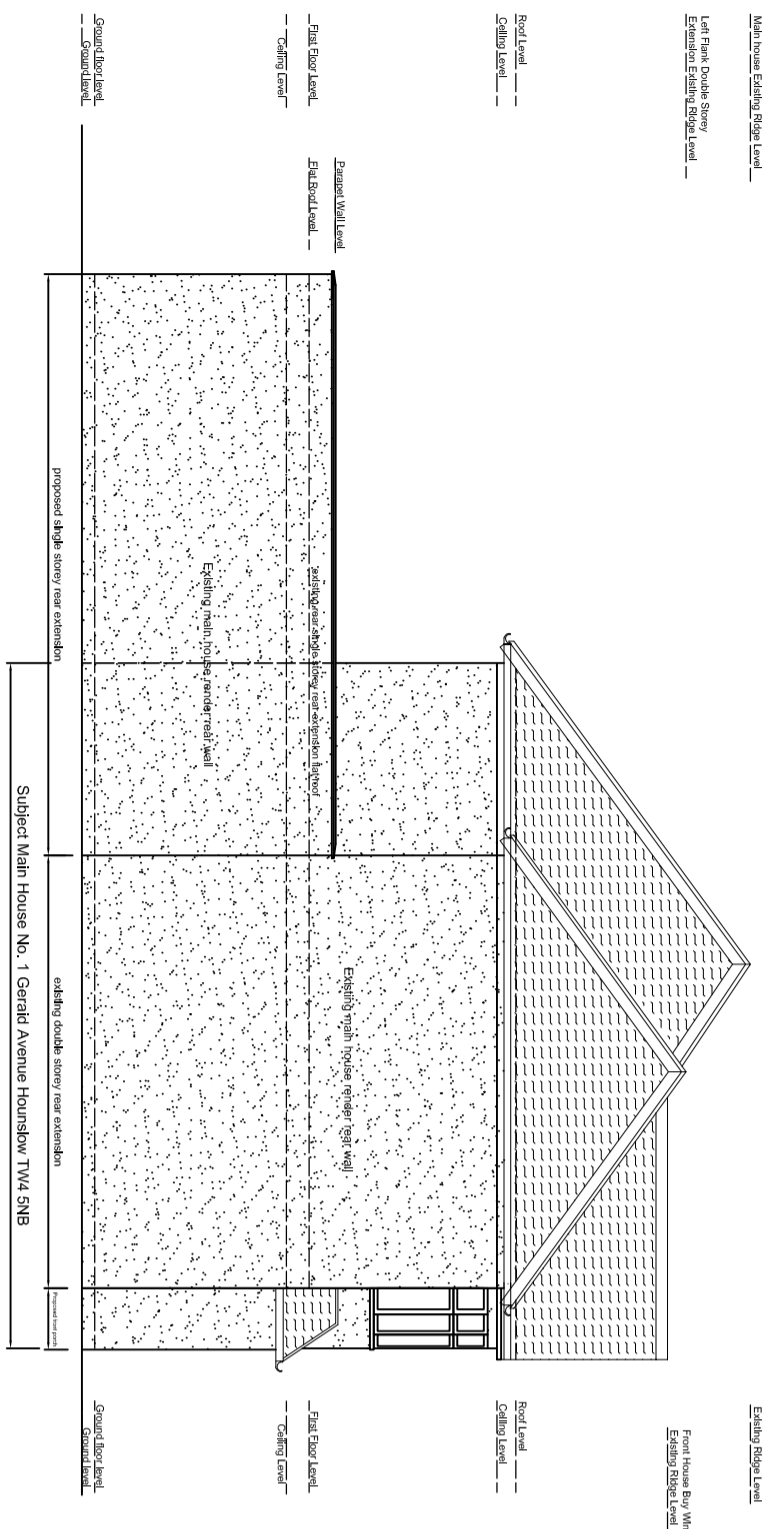 Main house Existing Ridge Level
Left Flank Double Storey
Extension Existing Ridge Level
Roof Level
Ceiling Level
Parapet Wall Level
First Floor Level
Flat Roof Level
Ceiling Level
Ground floor level
Ground level
Existing Ridge Level
Front House Buy Win
Existing Ridge Level
Roof Level
Ceiling Level
First Floor Level
Ceiling Level
Ground floor level
Ground level
existing rear single storey rear extension flat roof
Existing main house render rear wall
Existing main house render rear wall
proposed single storey rear extension
existing double storey rear extension
Proposed front porch
Subject Main House No. 1 Gerald Avenue Hounslow TW4 5NB